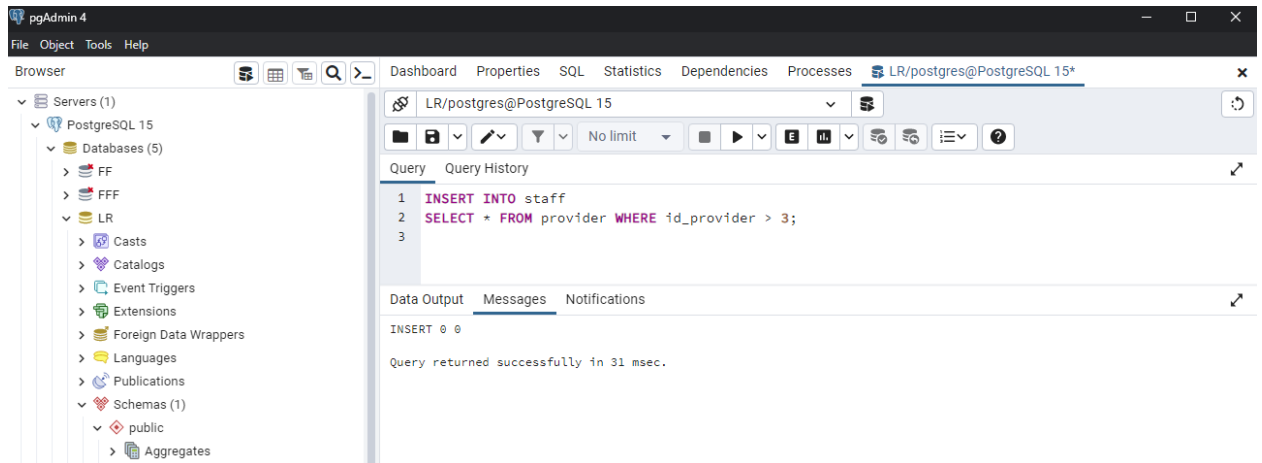 pgAdmin 4
File Object Tools Help
Browser
Servers (1)
PostgreSQL 15
Databases (5)
FF
FFF
LR
Casts
Catalogs
Event Triggers
Extensions
Foreign Data Wrappers
Languages
Publications
Schemas (1)
public
Aggregates
Dashboard Properties SQL Statistics Dependencies Processes LR/postgres@PostgreSQL 15*
LR/postgres@PostgreSQL 15
No limit E
Query Query History
1 INSERT INTO staff
2 SELECT * FROM provider WHERE id_provider > 3;
3
Data Output Messages Notifications
INSERT 0 0
Query returned successfully in 31 msec.